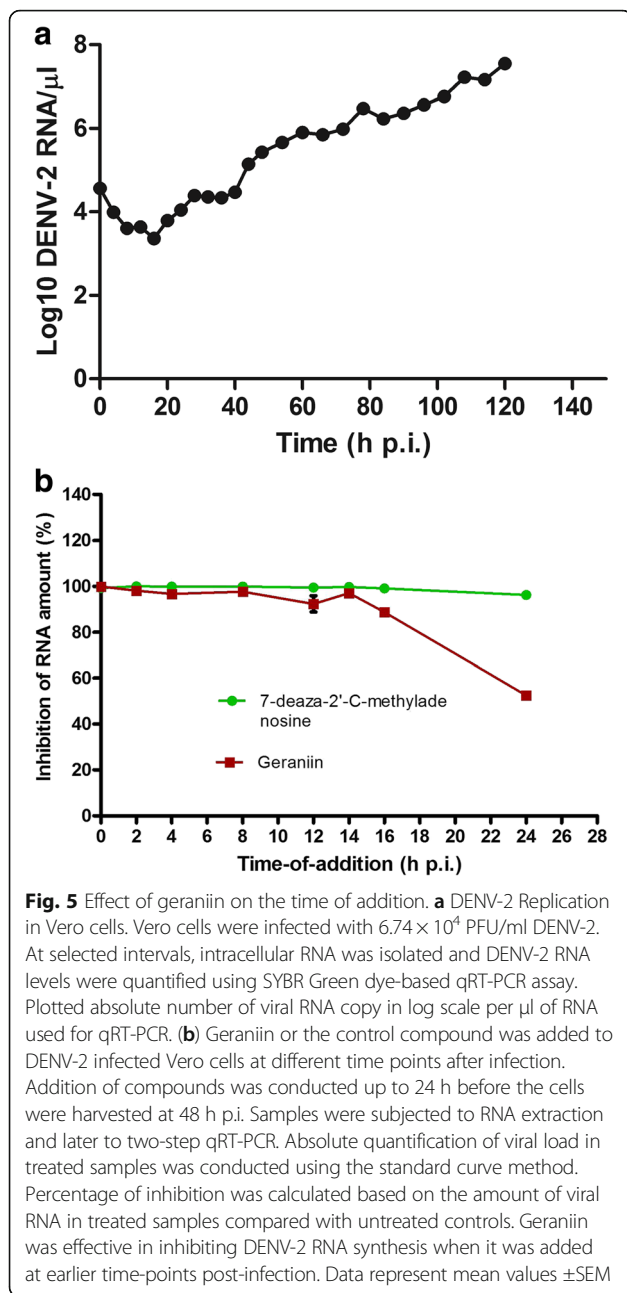 a
8
6
4
2
0
Log10 DENV-2 RNA/µl
0 20 40 60 80 100 120 140
Time (h p.i.)
b
140
120
100
80
60
40
20
0
Inhibition of RNA amount (%)
7-deaza-2'-C-methylade
nosine
Geraniin
0 2 4 6 8 10 12 14 16 18 20 22 24 26 28
Time-of-addition (h p.i.)
Fig. 5 Effect of geraniin on the time of addition. a DENV-2 Replication
in Vero cells. Vero cells were infected with 6.74 × 10⁴ PFU/ml DENV-2.
At selected intervals, intracellular RNA was isolated and DENV-2 RNA
levels were quantified using SYBR Green dye-based qRT-PCR assay.
Plotted absolute number of viral RNA copy in log scale per µl of RNA
used for qRT-PCR. (b) Geraniin or the control compound was added to
DENV-2 infected Vero cells at different time points after infection.
Addition of compounds was conducted up to 24 h before the cells
were harvested at 48 h p.i. Samples were subjected to RNA extraction
and later to two-step qRT-PCR. Absolute quantification of viral load in
treated samples was conducted using the standard curve method.
Percentage of inhibition was calculated based on the amount of viral
RNA in treated samples compared with untreated controls. Geraniin
was effective in inhibiting DENV-2 RNA synthesis when it was added
at earlier time-points post-infection. Data represent mean values ±SEM